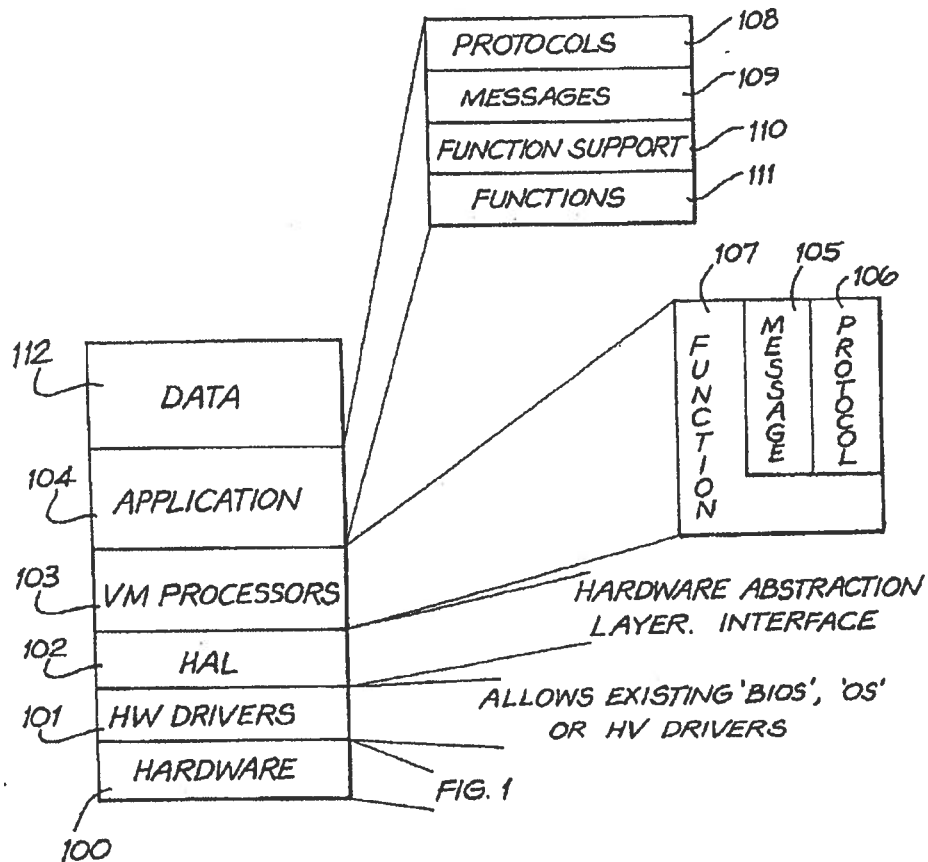 PROTOCOLS 108
MESSAGES 109
FUNCTION SUPPORT 110
FUNCTIONS 111
107 105 106
FUNCTION MESSAGE PROTOCOL
112 DATA
104 APPLICATION
103 VM PROCESSORS
102 HAL
101 HW DRIVERS
HARDWARE
100
HARDWARE ABSTRACTION
LAYER. INTERFACE
ALLOWS EXISTING 'BIOS', 'OS'
OR HV DRIVERS
FIG. 1